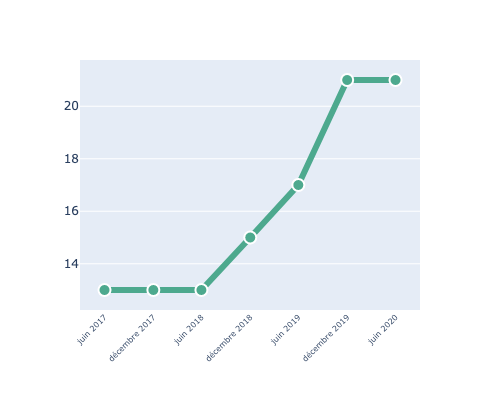 20
18
16
14
juin 2017
décembre 2017
juin 2018
décembre 2018
juin 2019
décembre 2019
juin 2020